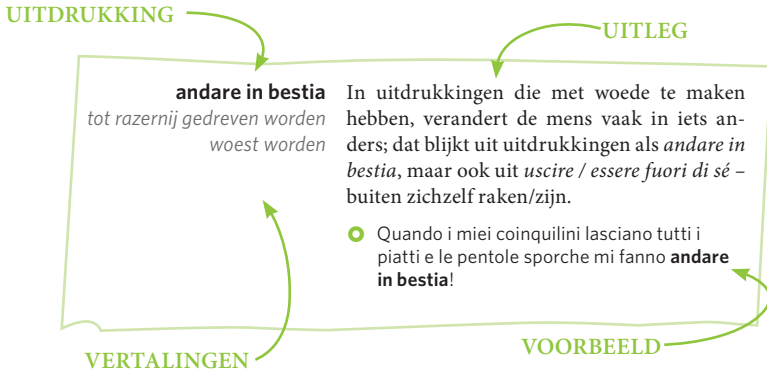 UITDRUKKING
UITLEG
andare in bestia
tot razernij gedreven worden
woest worden
In uitdrukkingen die met woede te maken
hebben, verandert de mens vaak in iets an-
ders; dat blijkt uit uitdrukkingen als andare in
bestia, maar ook uit uscire / essere fuori di sé –
buiten zichzelf raken/zijn.
Quando i miei coinquilini lasciano tutti i
piatti e le pentole sporche mi fanno andare
in bestia!
VERTALINGEN
VOORBEELD